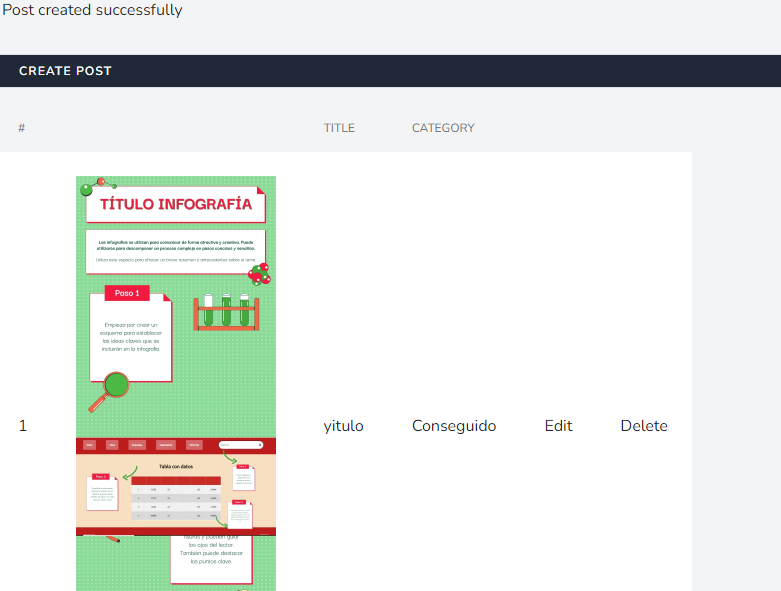 Post created successfully
CREATE POST
# TITLE CATEGORY
TÍTULO INFOGRAFÍA
Las infografías se utilizan para comunicar de forma atractiva y creativa. Puede
utilizarse para descomponer un proceso complejo en pasos concisos y sencillos.
Utiliza este espacio para ofrecer un breve resumen o antecedentes sobre el tema.
Paso 1
Empieza por crear un
esquema para establecer
las ideas claves que se
incluirán en la infografía.
1 yitulo Conseguido Edit Delete
Tabla con datos
los ojos del lector.
También puede destacar
los puntos clave.